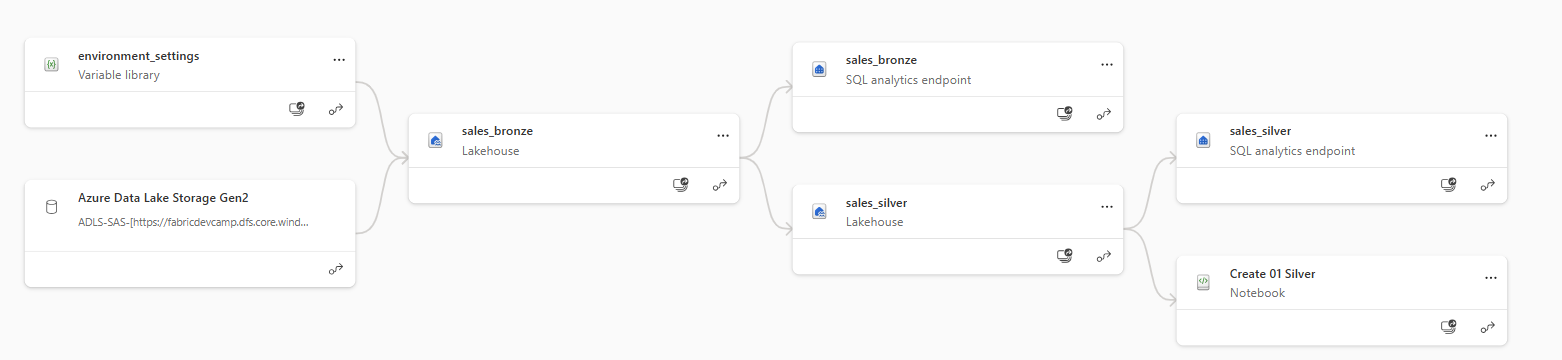 environment_settings
Variable library
Azure Data Lake Storage Gen2
ADLS-SAS-[https://fabricdevcamp.dfs.core.wind...
sales_bronze
Lakehouse
sales_bronze
SQL analytics endpoint
sales_silver
Lakehouse
sales_silver
SQL analytics endpoint
Create 01 Silver
Notebook